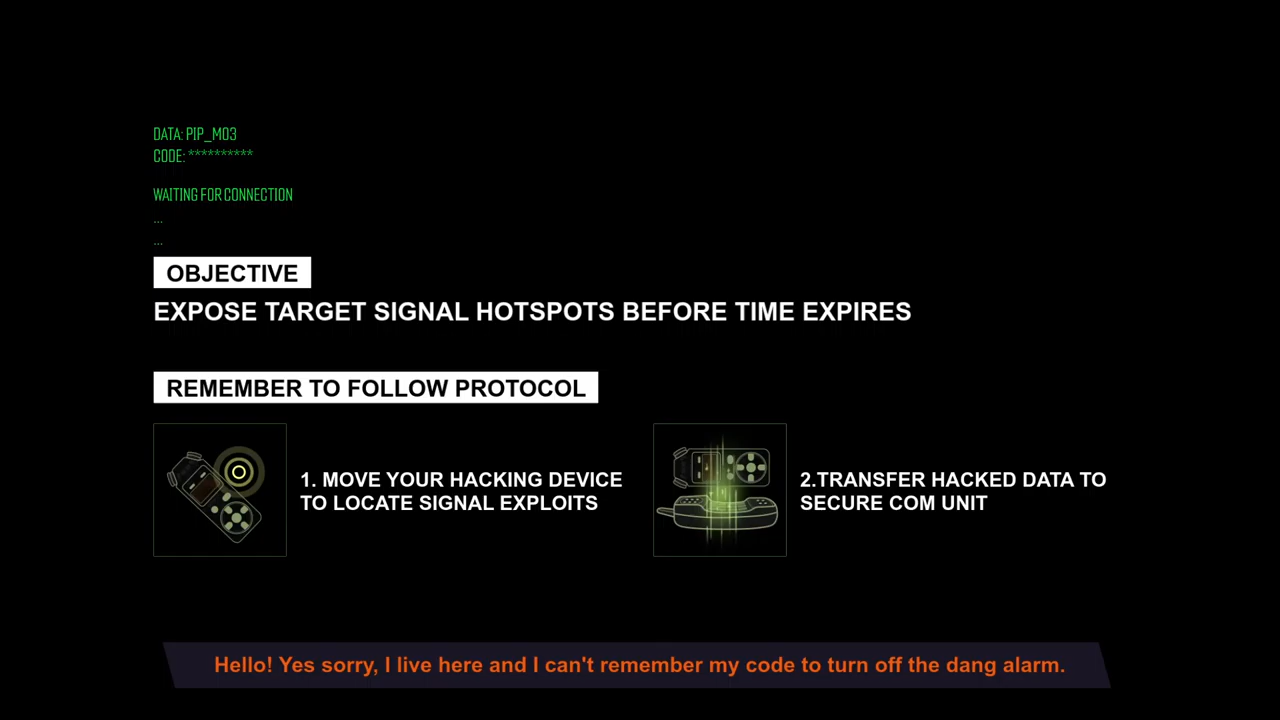 DATA: PIP_M03
CODE: **********
WAITING FOR CONNECTION
...
...
OBJECTIVE
EXPOSE TARGET SIGNAL HOTSPOTS BEFORE TIME EXPIRES
REMEMBER TO FOLLOW PROTOCOL
1. MOVE YOUR HACKING DEVICE
TO LOCATE SIGNAL EXPLOITS
2.TRANSFER HACKED DATA TO
SECURE COM UNIT
Hello! Yes sorry, I live here and I can't remember my code to turn off the dang alarm.